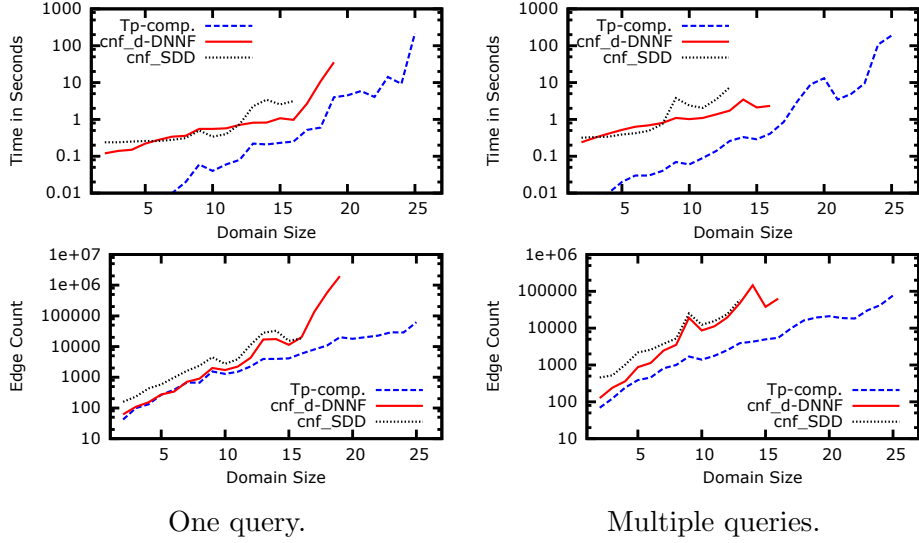 1000
100
10
1
0.1
0.01
Time in Seconds
Tp-comp.
cnf_d-DNNF
cnf_SDD
5 10 15 20 25
Domain Size
1000
100
10
1
0.1
0.01
Time in Seconds
Tp-comp.
cnf_d-DNNF
cnf_SDD
5 10 15 20 25
Domain Size
1e+07
1e+06
100000
10000
1000
100
10
Edge Count
Tp-comp.
cnf_d-DNNF
cnf_SDD
5 10 15 20 25
Domain Size
1e+06
100000
10000
1000
100
10
Edge Count
Tp-comp.
cnf_d-DNNF
cnf_SDD
5 10 15 20 25
Domain Size
One query.
Multiple queries.